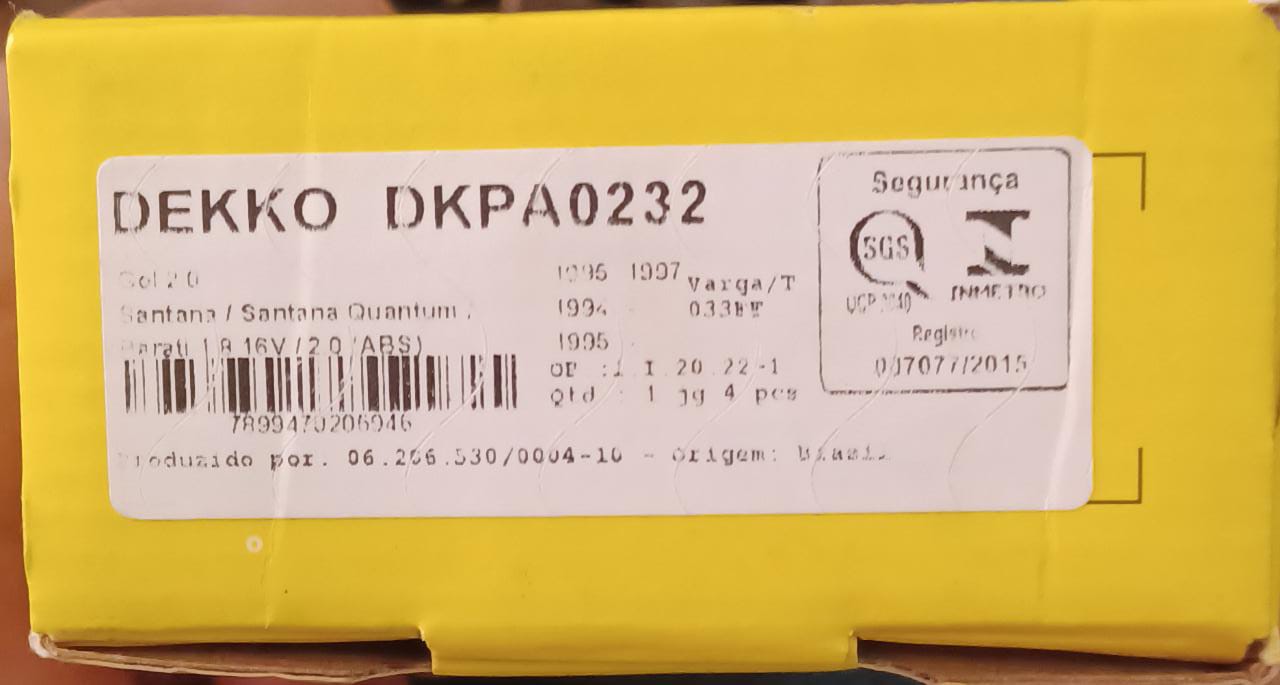 DEKKO DKPA0232
Gol 2.0 1995 1997 Varga/T
Santana / Santana Quantum 1994 -
Parati 1.8 16V / 2.0 (ABS) 1995 -
Qtd : 1 jg 4 pcs
7899470206946
Produzido por. 06.266.530/0004-10 - Origem: Brasil
Segurança
SGS
INMETRO
Registro
007077/2015